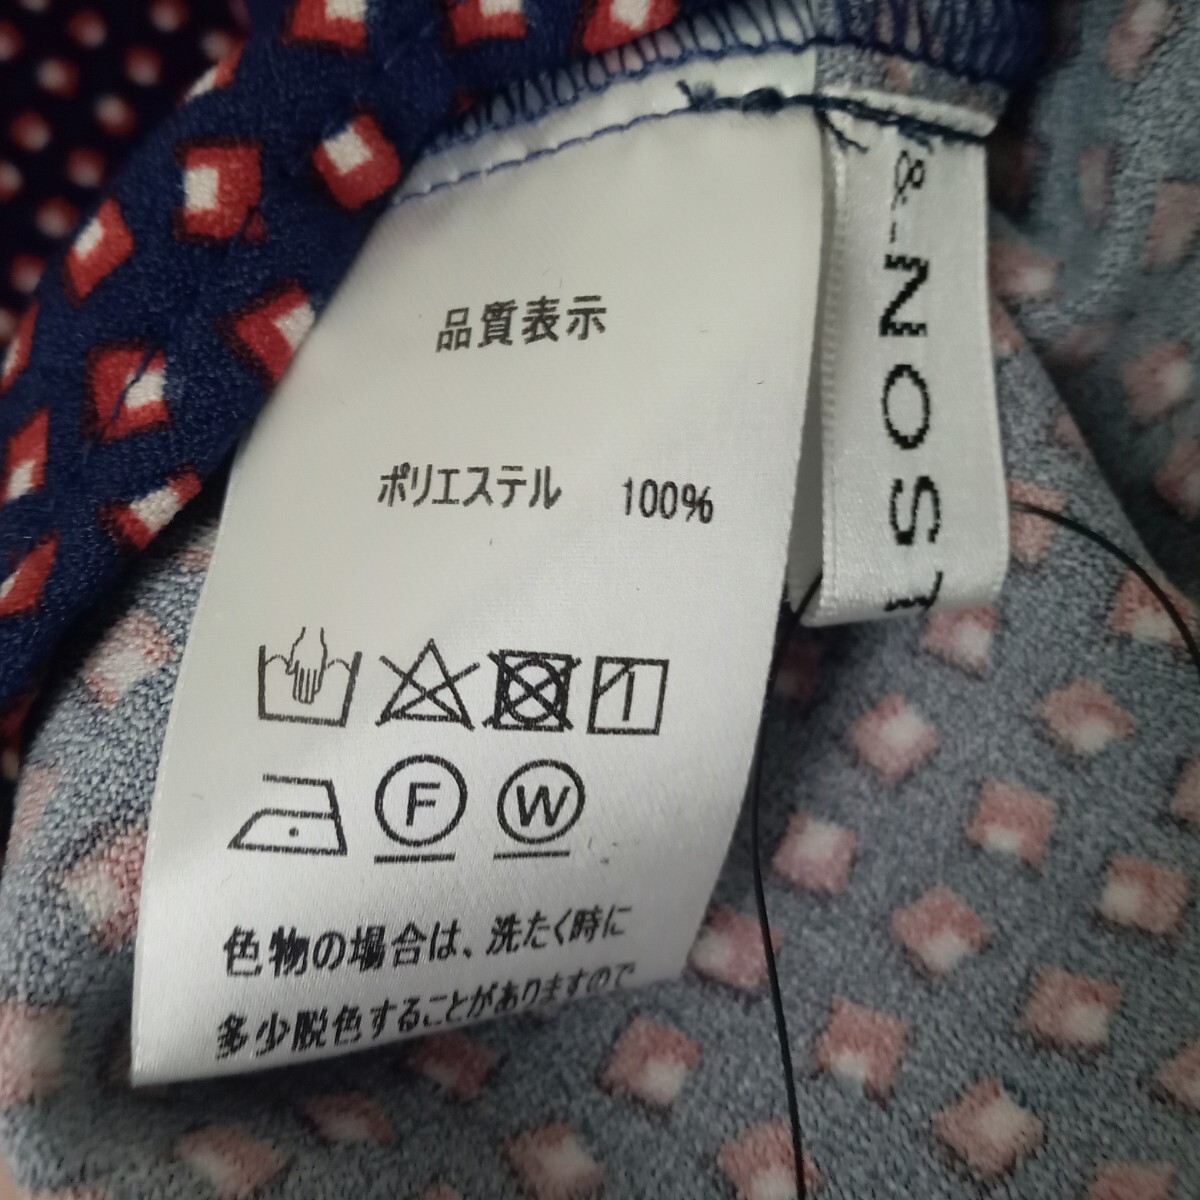 品質表示
ポリエステル 100%
F W
色物の場合は、洗たく時に
多少脱色することがありますので
&
NOS